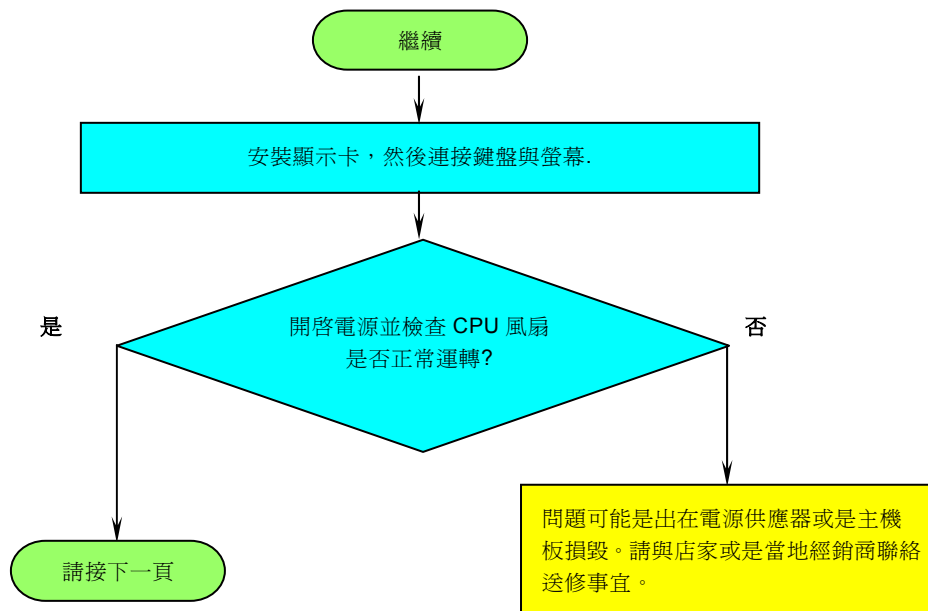 繼續
安裝顯示卡，然後連接鍵盤與螢幕.
是
開啟電源並檢查 CPU 風扇
是否正常運轉?
否
問題可能是出在電源供應器或是主機
板損毀。請與店家或是當地經銷商聯絡
送修事宜。
請接下一頁